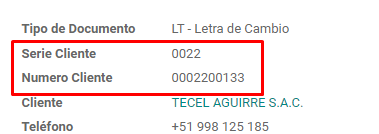 Tipo de Documento LT - Letra de Cambio
Serie Cliente 0022
Numero Cliente 0002200133
Cliente TECEL AGUIRRE S.A.C.
Teléfono +51 998 125 185